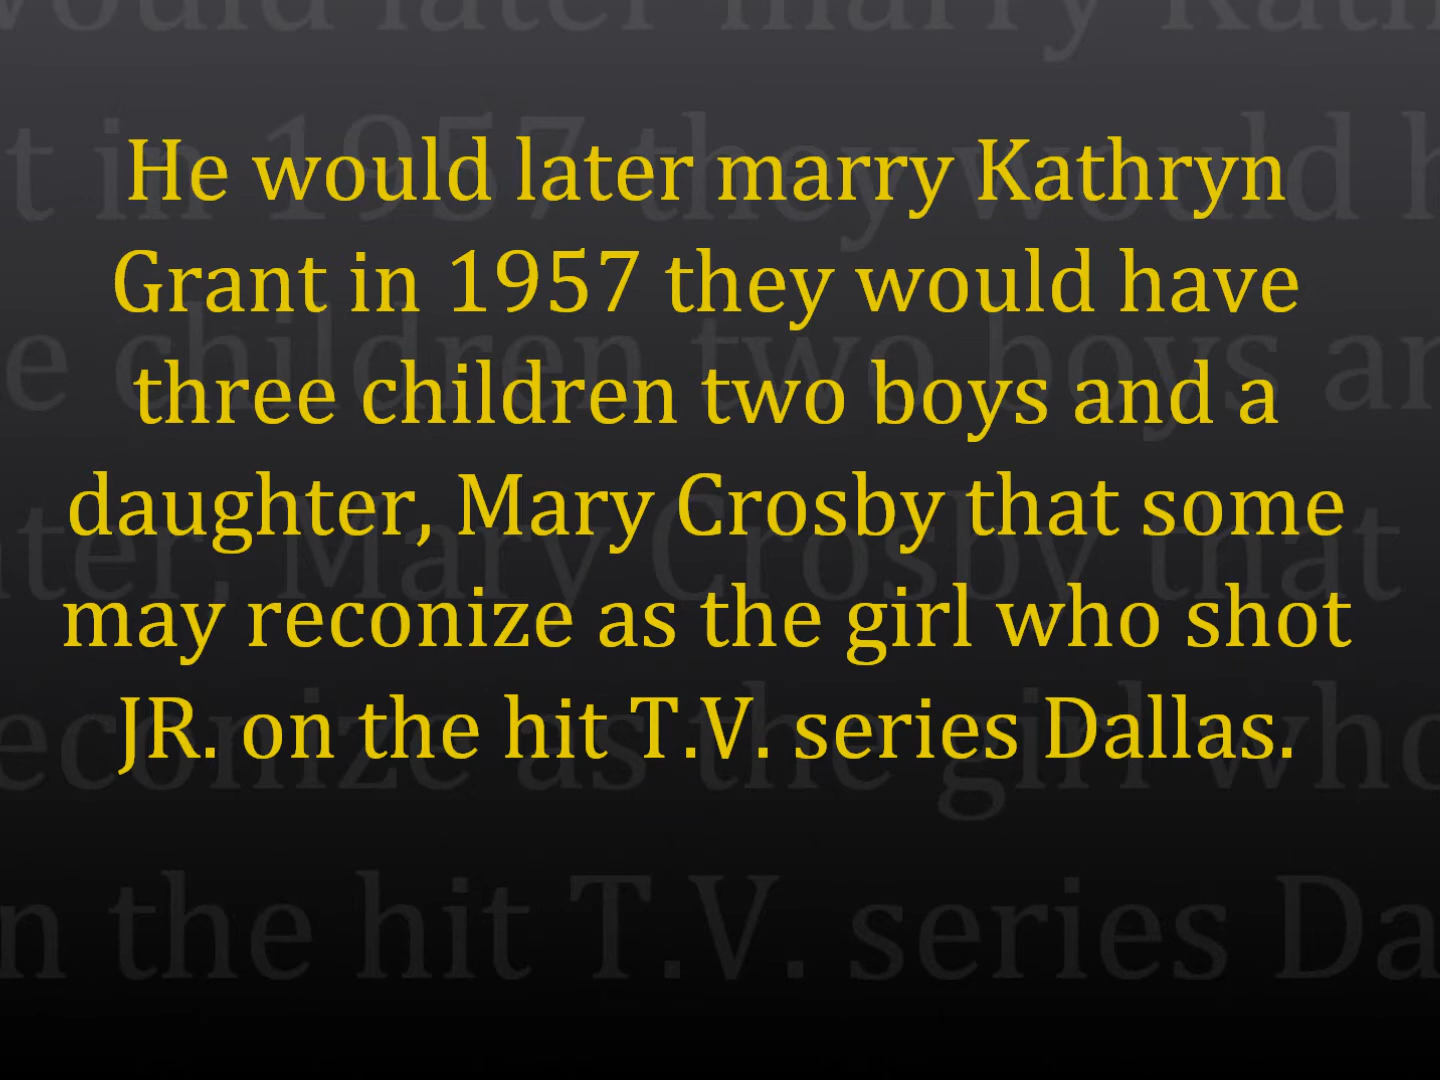 He would later marry Kathryn
Grant in 1957 they would have
three children two boys and a
daughter, Mary Crosby that some
may reconize as the girl who shot
JR. on the hit T.V. series Dallas.